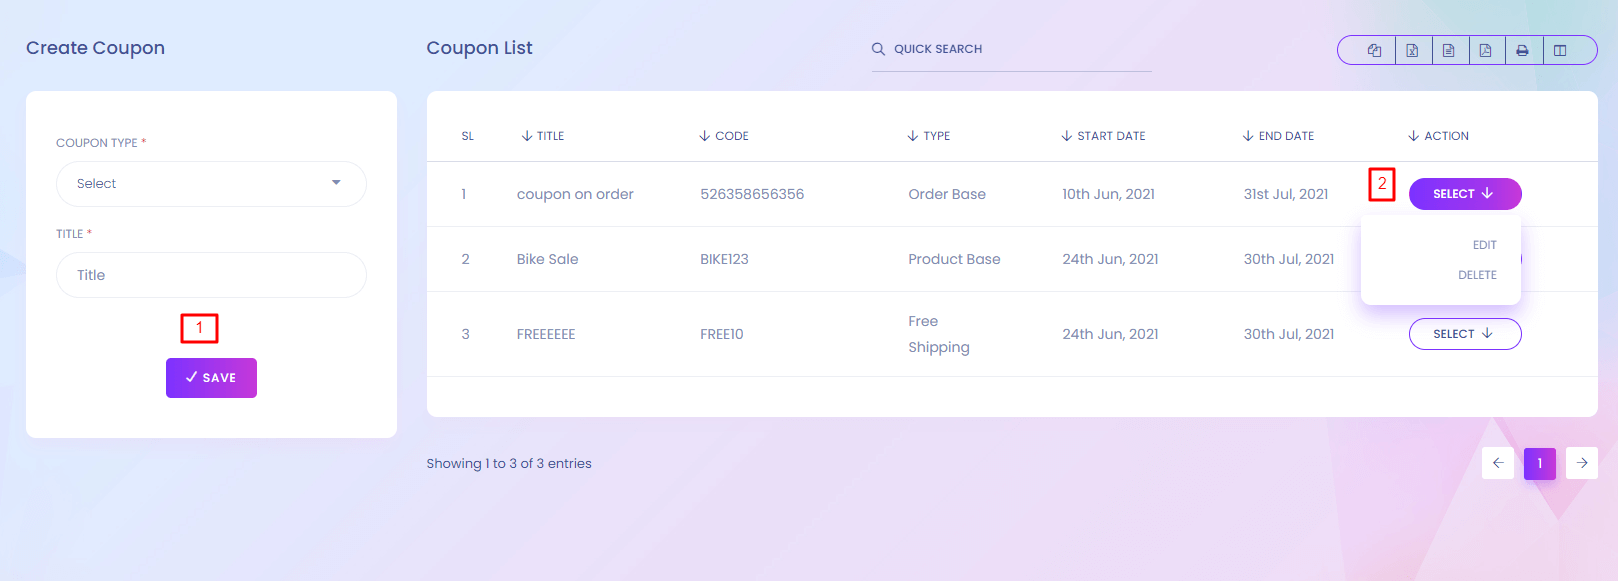 Create Coupon
COUPON TYPE *
Select
TITLE *
Title
1
SAVE
Coupon List
QUICK SEARCH
SL TITLE CODE TYPE START DATE END DATE ACTION
1 coupon on order 526358656356 Order Base 10th Jun, 2021 31st Jul, 2021 2 SELECT
EDIT
DELETE
2 Bike Sale BIKE123 Product Base 24th Jun, 2021 30th Jul, 2021
3 FREEEEEE FREE10 Free Shipping 24th Jun, 2021 30th Jul, 2021 SELECT
Showing 1 to 3 of 3 entries
1